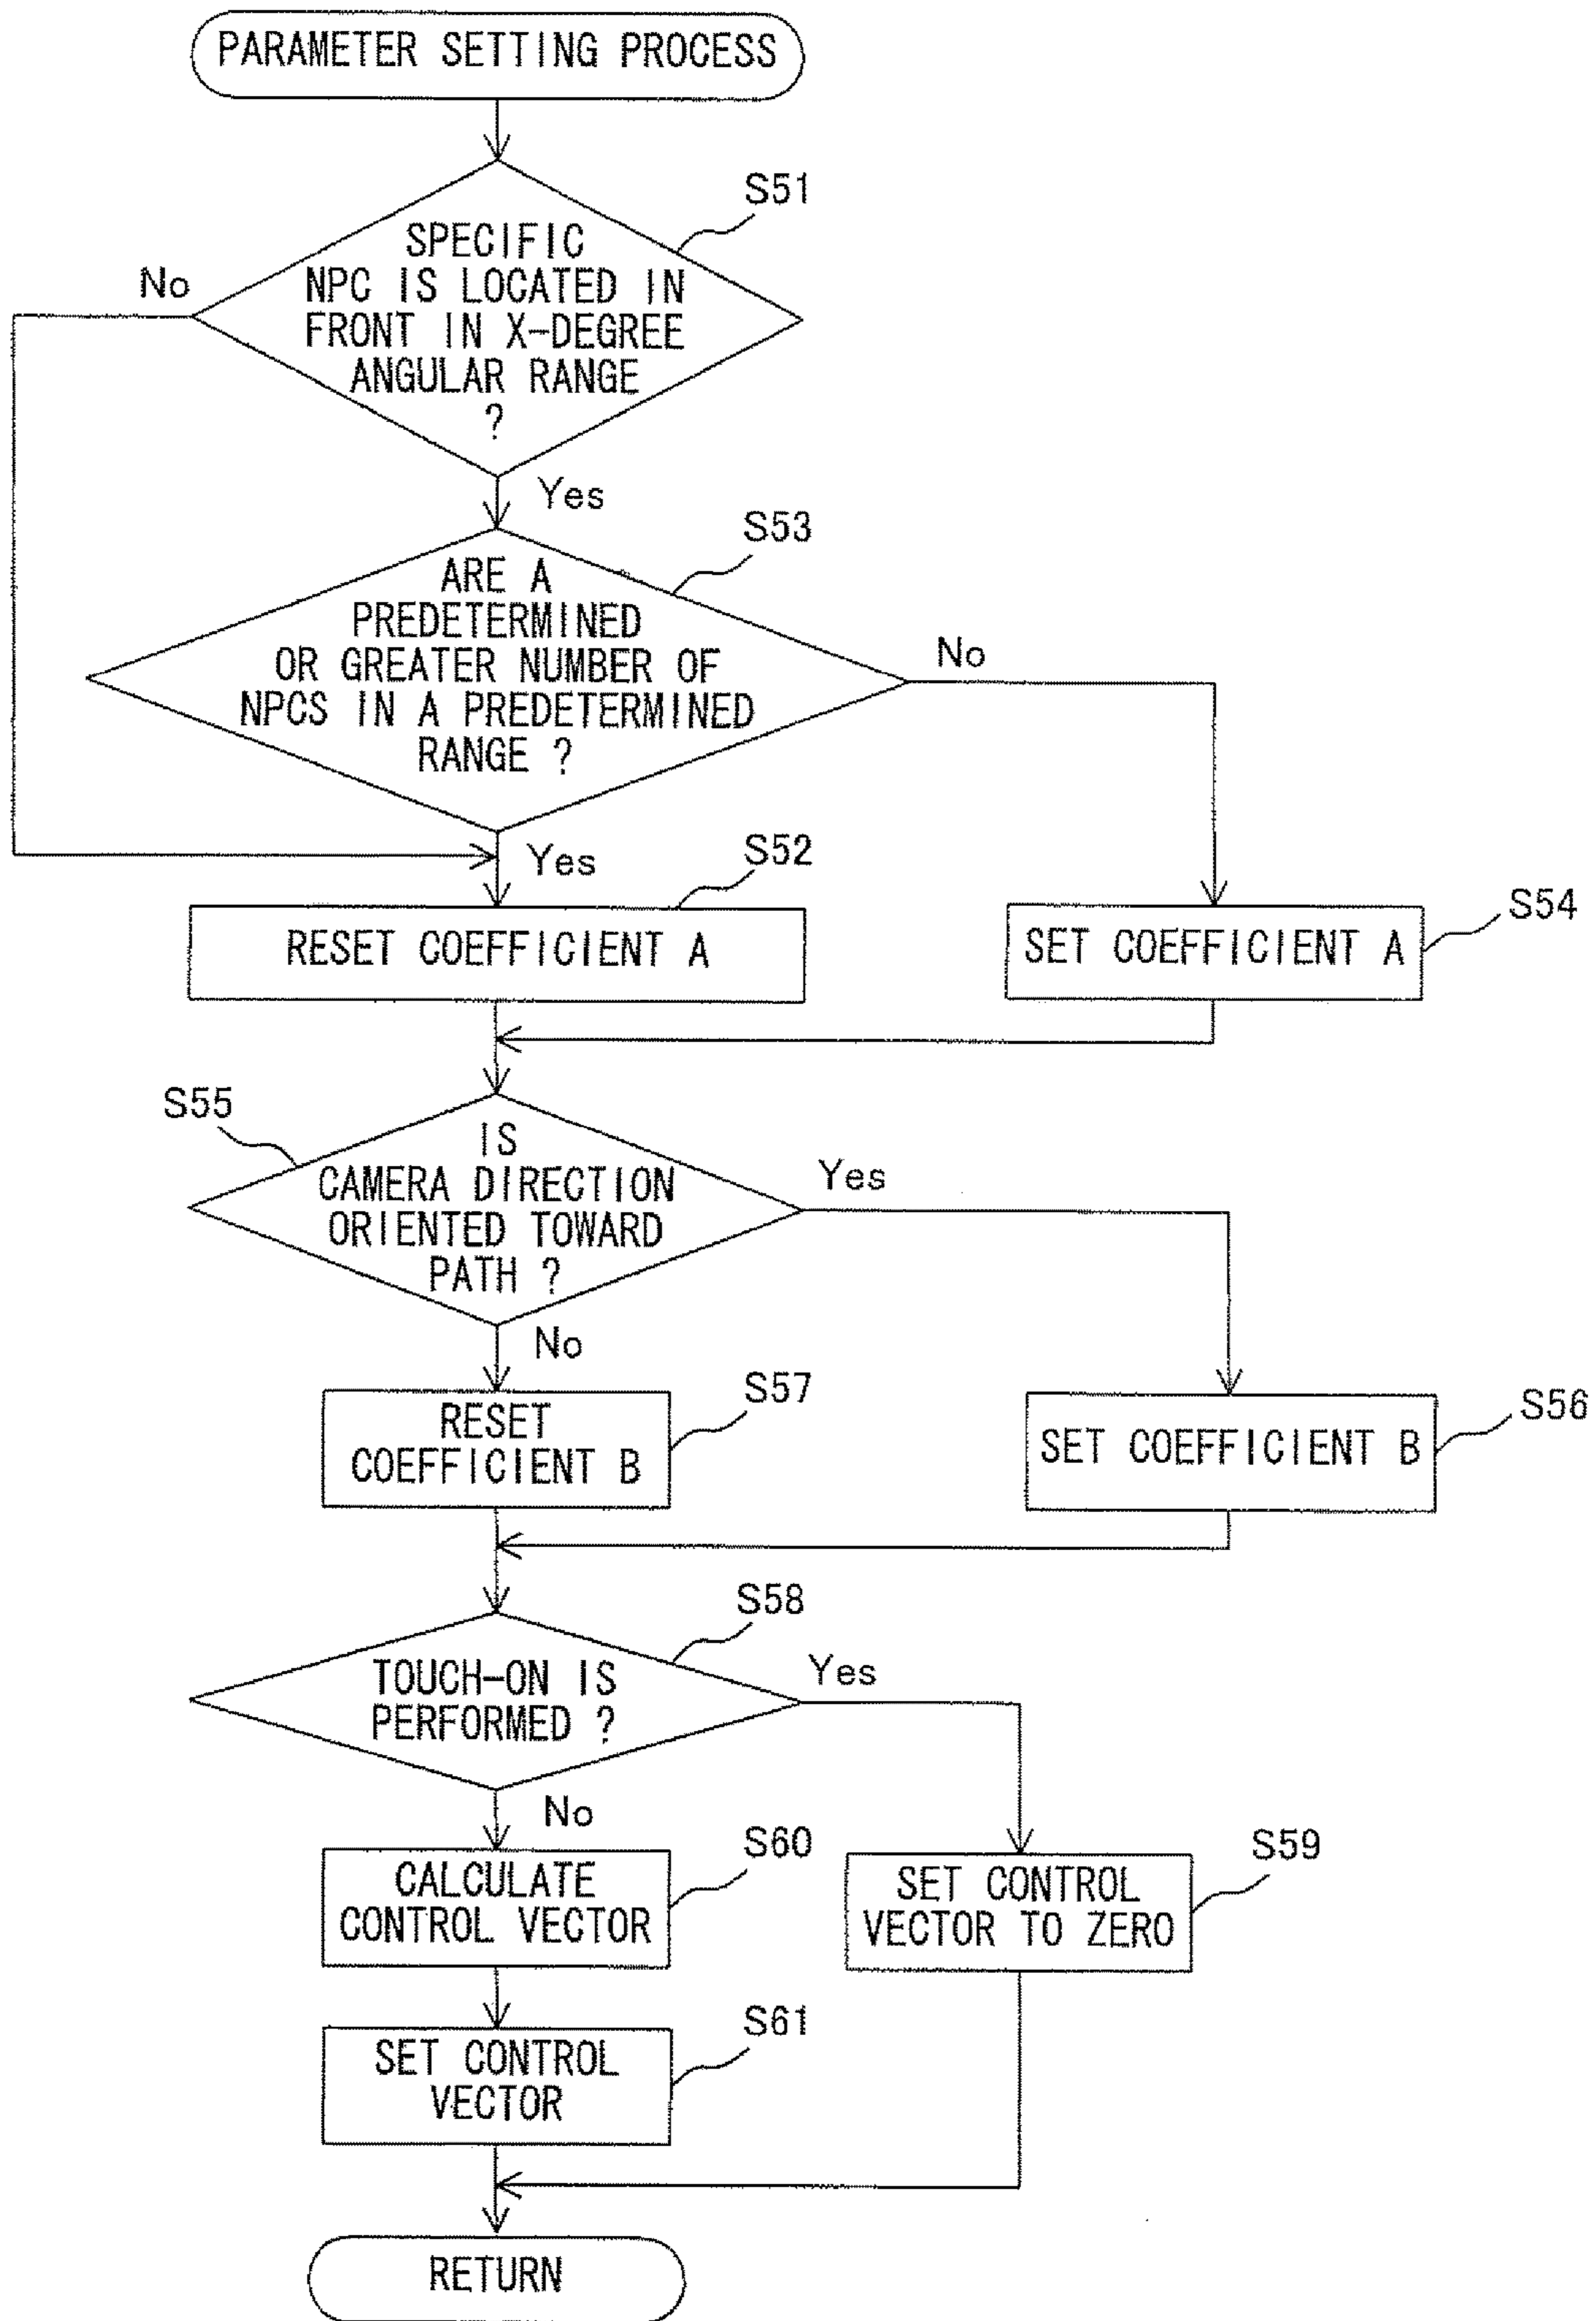 PARAMETER SETTING PROCESS
S51
SPECIFIC
NPC IS LOCATED IN
FRONT IN X-DEGREE
ANGULAR RANGE
?
No
Yes
S53
ARE A
PREDETERMINED
OR GREATER NUMBER OF
NPCS IN A PREDETERMINED
RANGE ?
No
Yes
S52
RESET COEFFICIENT A
S54
SET COEFFICIENT A
S55
IS
CAMERA DIRECTION
ORIENTED TOWARD
PATH ?
Yes
No
S57
RESET
COEFFICIENT B
S56
SET COEFFICIENT B
S58
TOUCH-ON IS
PERFORMED ?
Yes
No
S60
CALCULATE
CONTROL VECTOR
S59
SET CONTROL
VECTOR TO ZERO
S61
SET CONTROL
VECTOR
RETURN